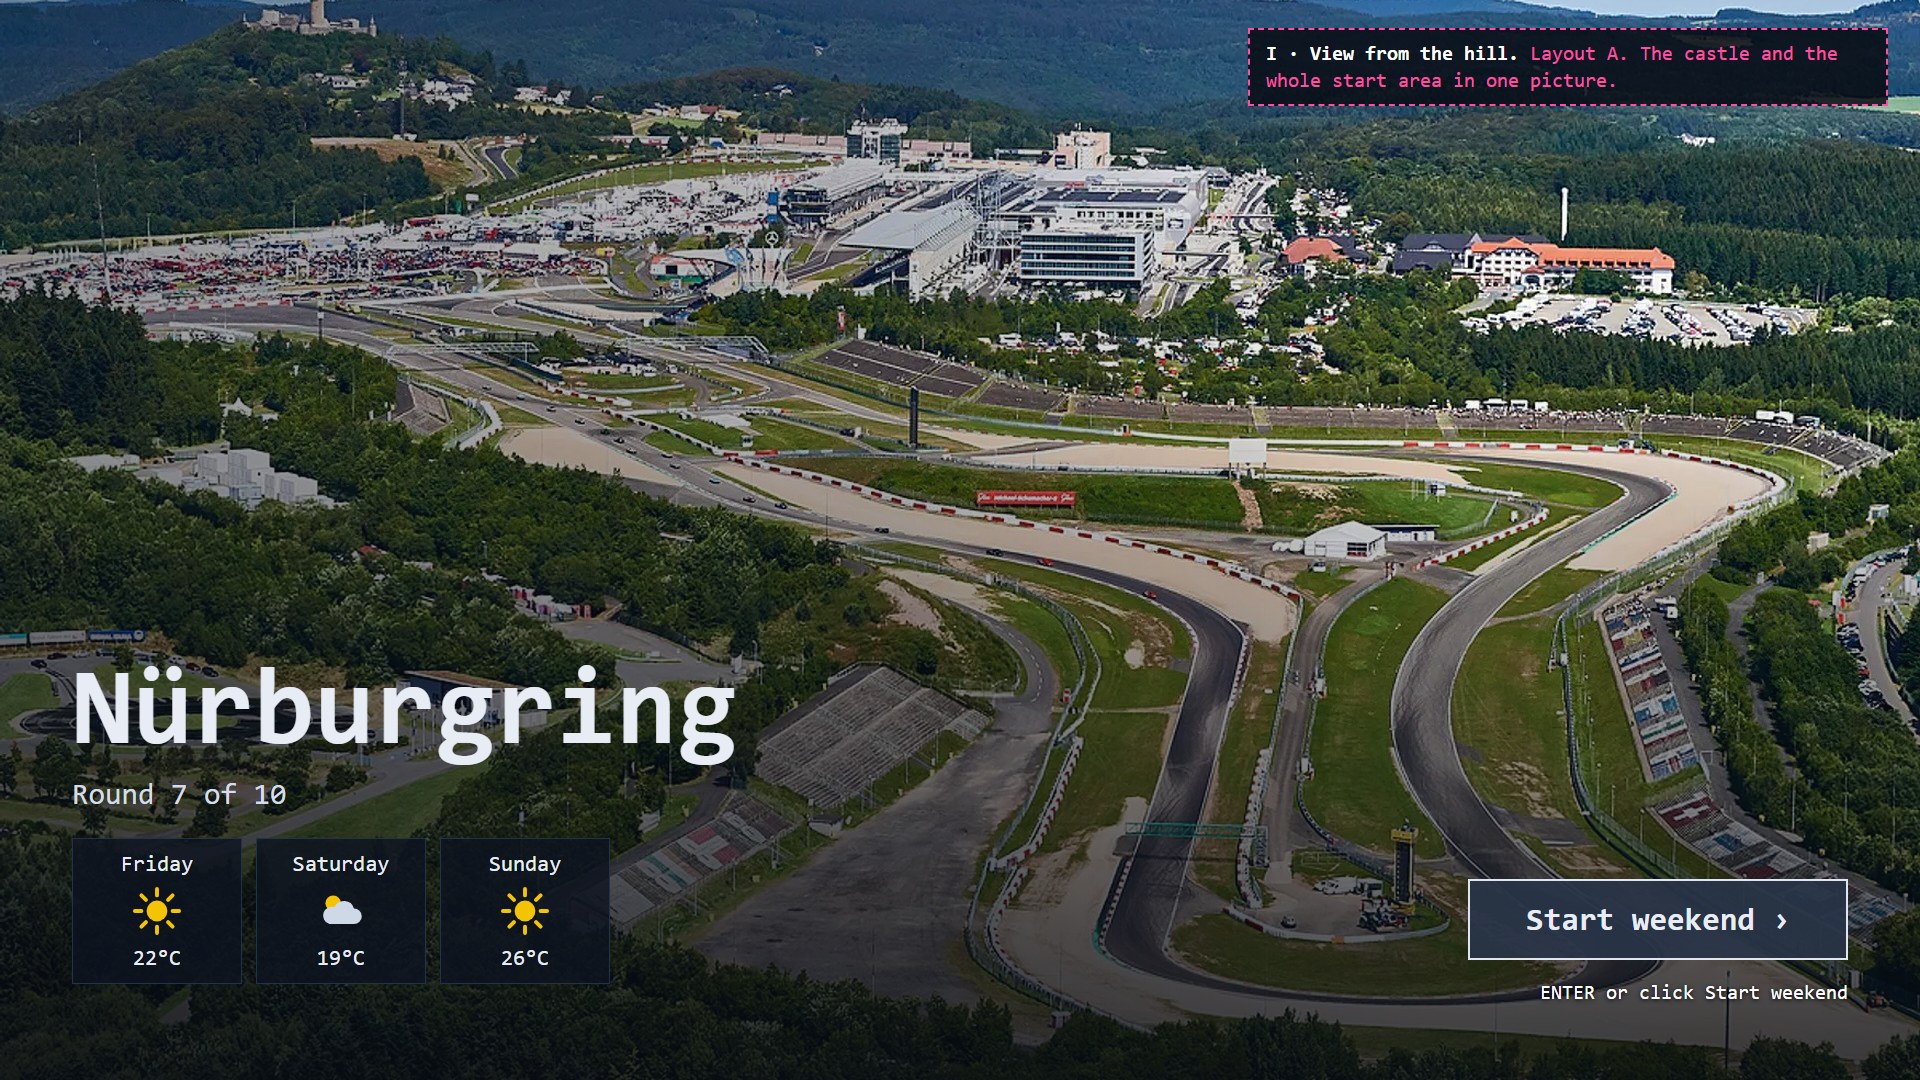 I · View from the hill. Layout A. The castle and the
whole start area in one picture.
Nürburgring
Round 7 of 10
Friday
22°C
Saturday
19°C
Sunday
26°C
Start weekend ›
ENTER or click Start weekend